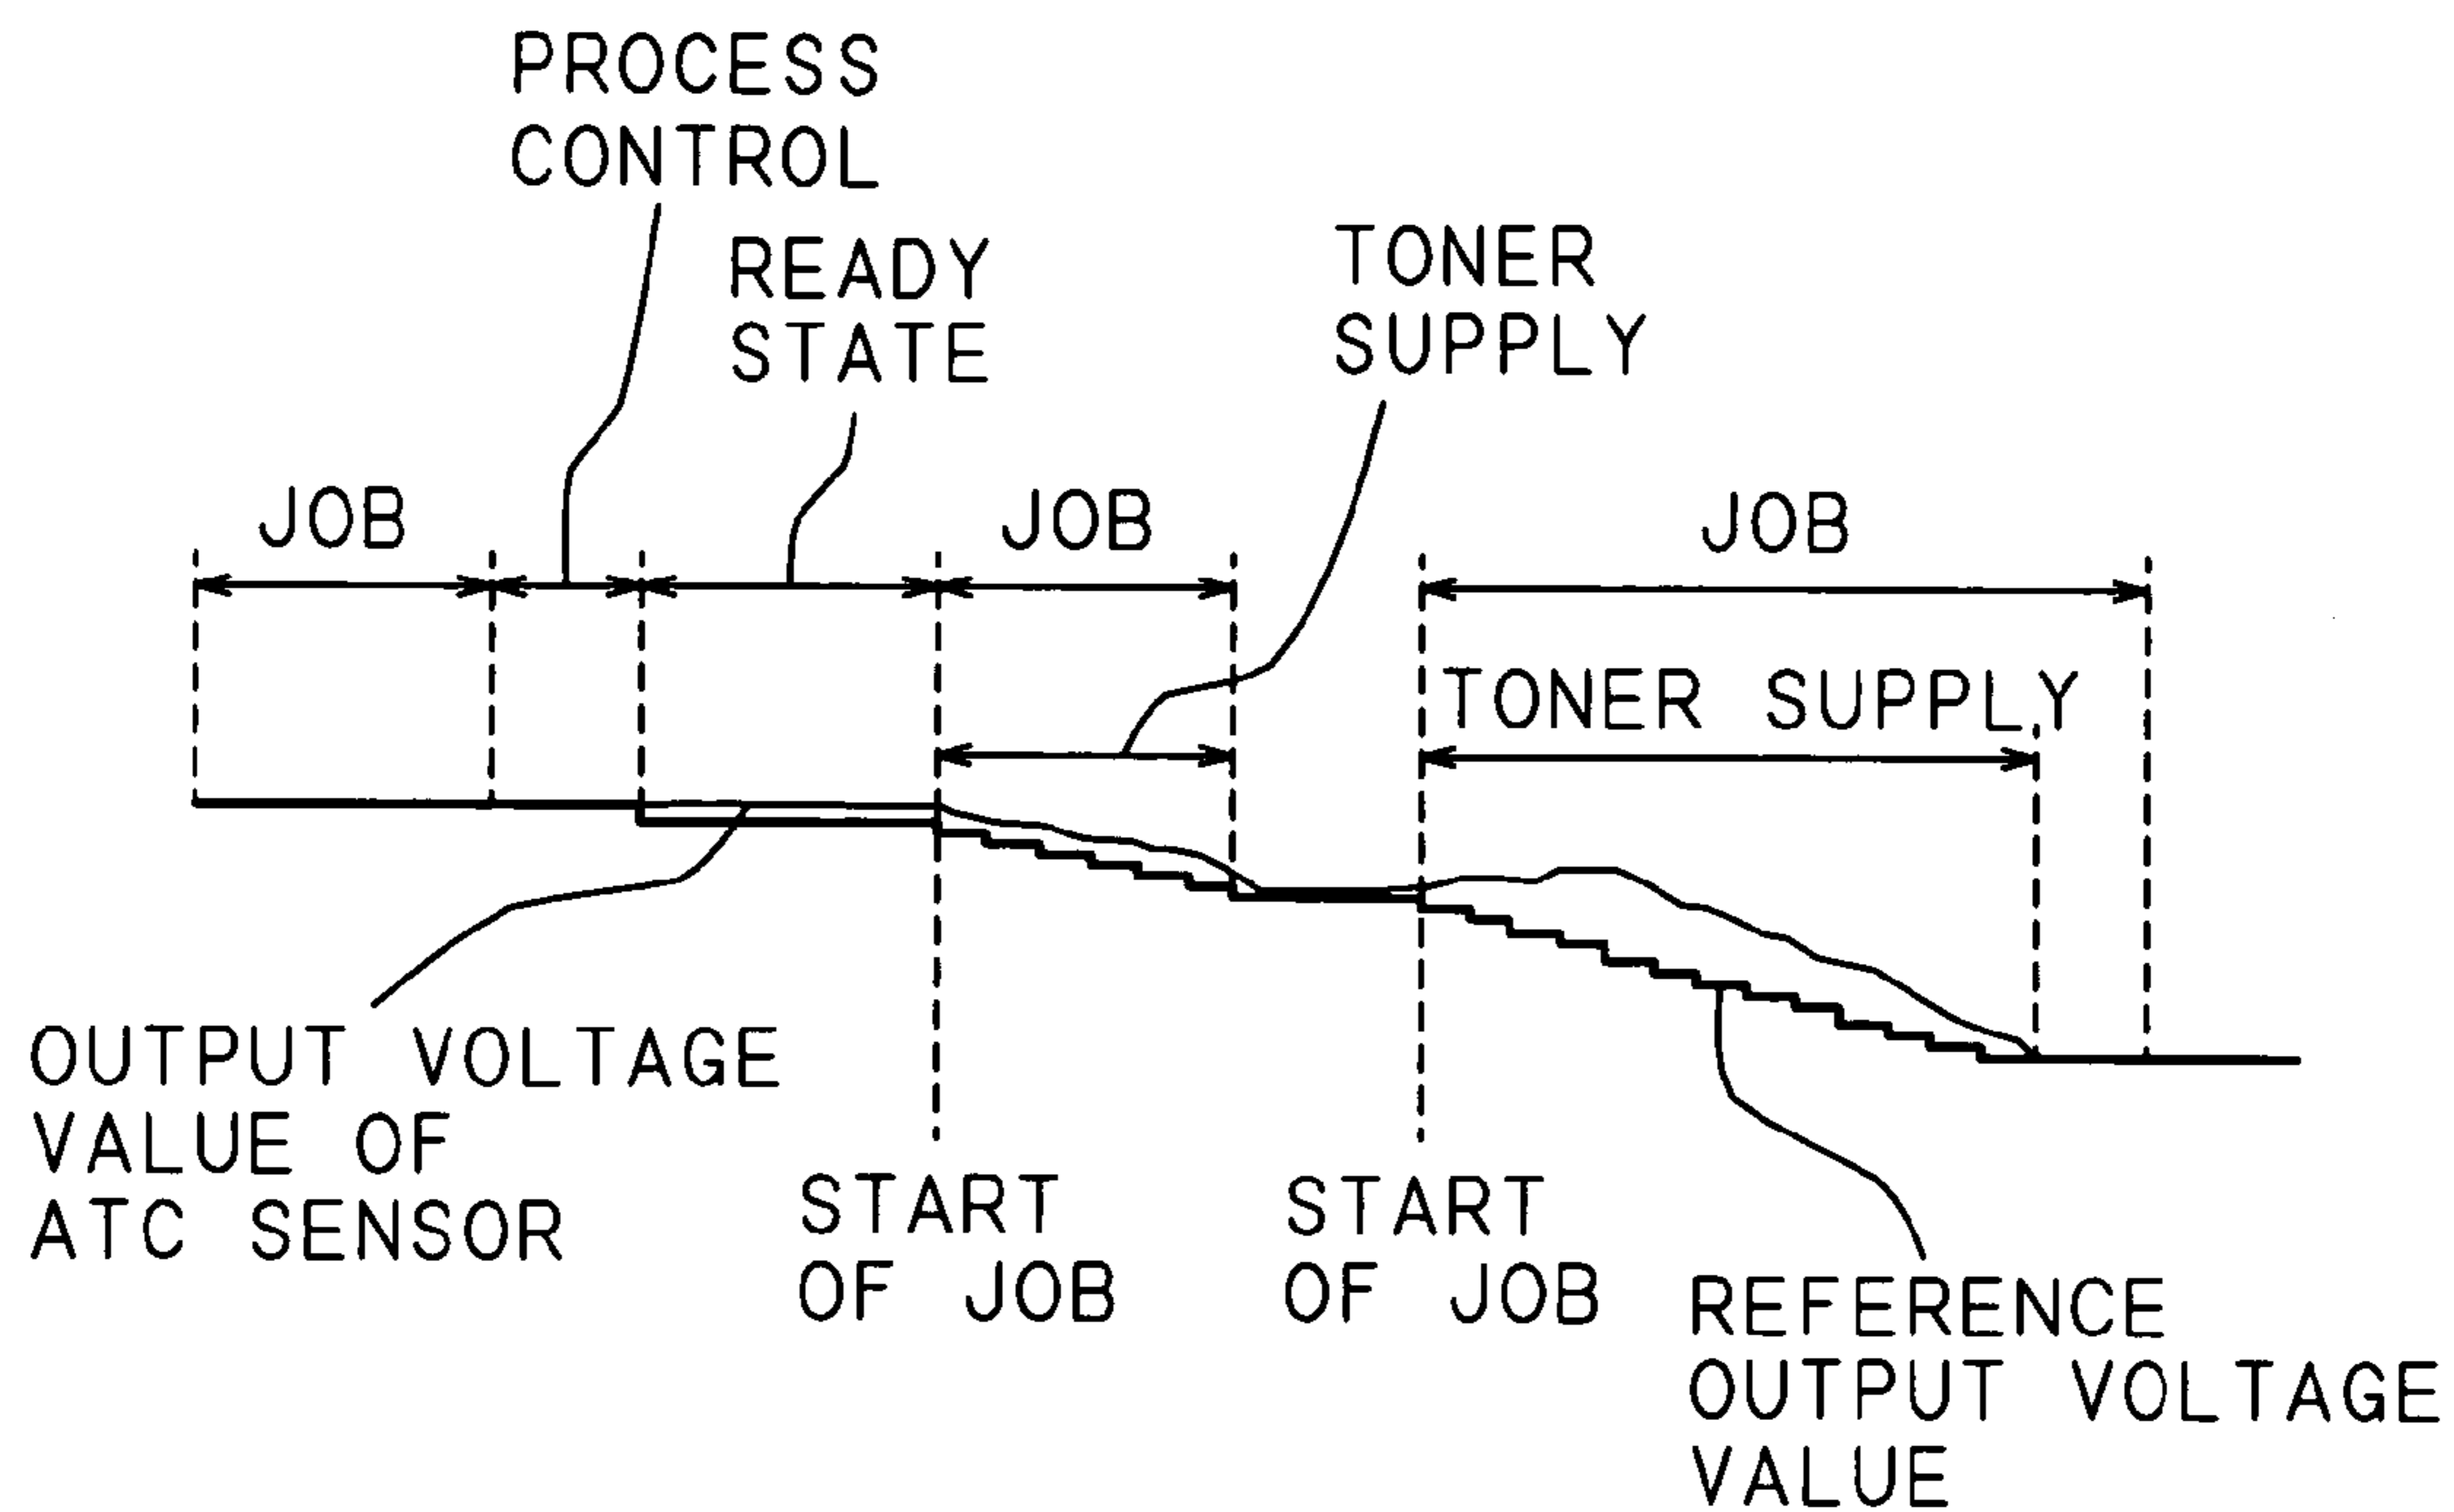 PROCESS
CONTROL
READY
STATE
TONER
SUPPLY
JOB
JOB
JOB
TONER SUPPLY
OUTPUT VOLTAGE
VALUE OF
ATC SENSOR
START
OF JOB
START
OF JOB
REFERENCE
OUTPUT VOLTAGE
VALUE